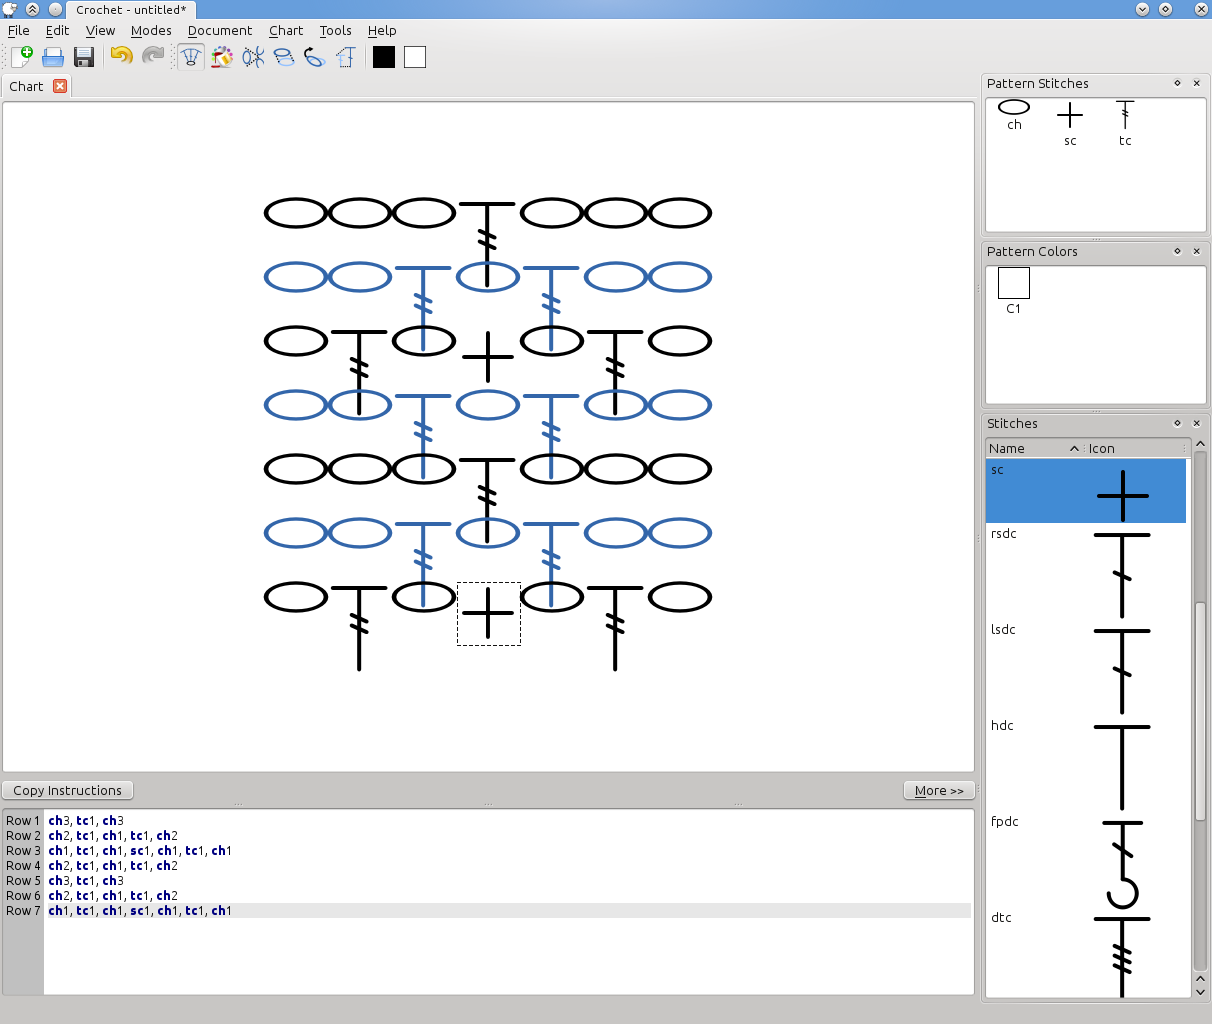 Crochet - untitled*
File Edit View Modes Document Chart Tools Help
Chart
Pattern Stitches
ch
sc
tc
Pattern Colors
C1
Stitches
Name Icon
sc
rsdc
lsdc
hdc
fpdc
dtc
Copy Instructions
More >>
Row 1 ch3, tc1, ch3
Row 2 ch2, tc1, ch1, tc1, ch2
Row 3 ch1, tc1, ch1, sc1, ch1, tc1, ch1
Row 4 ch2, tc1, ch1, tc1, ch2
Row 5 ch3, tc1, ch3
Row 6 ch2, tc1, ch1, tc1, ch2
Row 7 ch1, tc1, ch1, sc1, ch1, tc1, ch1